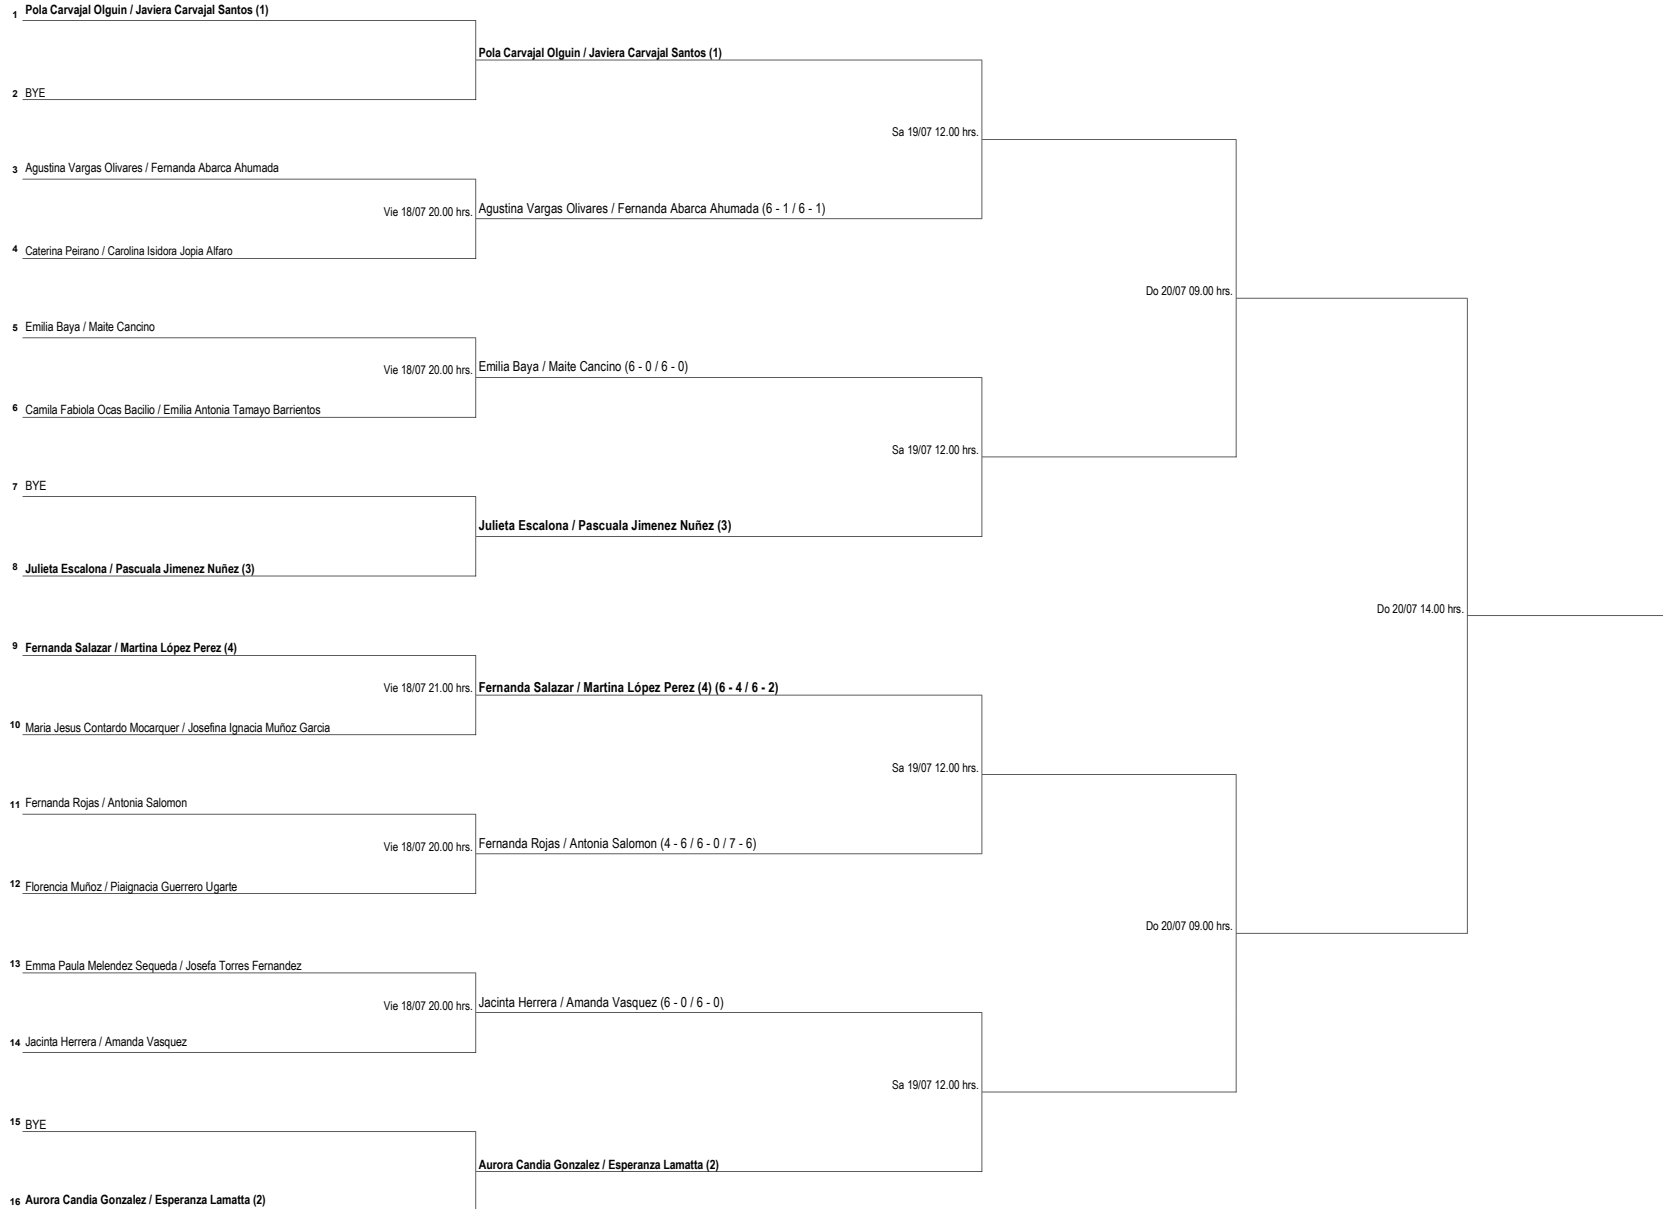 1 Pola Carvajal Olguin / Javiera Carvajal Santos (1)
Pola Carvajal Olguin / Javiera Carvajal Santos (1)
2 BYE
Sa 19/07 12.00 hrs.
3 Agustina Vargas Olivares / Fernanda Abarca Ahumada
Vie 18/07 20.00 hrs. Agustina Vargas Olivares / Fernanda Abarca Ahumada (6 - 1 / 6 - 1)
4 Caterina Peirano / Carolina Isidora Jopia Alfaro
Do 20/07 09.00 hrs.
5 Emilia Baya / Maite Cancino
Vie 18/07 20.00 hrs. Emilia Baya / Maite Cancino (6 - 0 / 6 - 0)
6 Camila Fabiola Ocas Bacilio / Emilia Antonia Tamayo Barrientos
Sa 19/07 12.00 hrs.
7 BYE
Julieta Escalona / Pascuala Jimenez Nuñez (3)
8 Julieta Escalona / Pascuala Jimenez Nuñez (3)
Do 20/07 14.00 hrs.
9 Fernanda Salazar / Martina López Perez (4)
Vie 18/07 21.00 hrs. Fernanda Salazar / Martina López Perez (4) (6 - 4 / 6 - 2)
10 Maria Jesus Contardo Mocarquer / Josefina Ignacia Muñoz Garcia
Sa 19/07 12.00 hrs.
11 Fernanda Rojas / Antonia Salomon
Vie 18/07 20.00 hrs. Fernanda Rojas / Antonia Salomon (4 - 6 / 6 - 0 / 7 - 6)
12 Florencia Muñoz / Piaignacia Guerrero Ugarte
Do 20/07 09.00 hrs.
13 Emma Paula Melendez Sequeda / Josefa Torres Fernandez
Vie 18/07 20.00 hrs. Jacinta Herrera / Amanda Vasquez (6 - 0 / 6 - 0)
14 Jacinta Herrera / Amanda Vasquez
Sa 19/07 12.00 hrs.
15 BYE
Aurora Candia Gonzalez / Esperanza Lamatta (2)
16 Aurora Candia Gonzalez / Esperanza Lamatta (2)